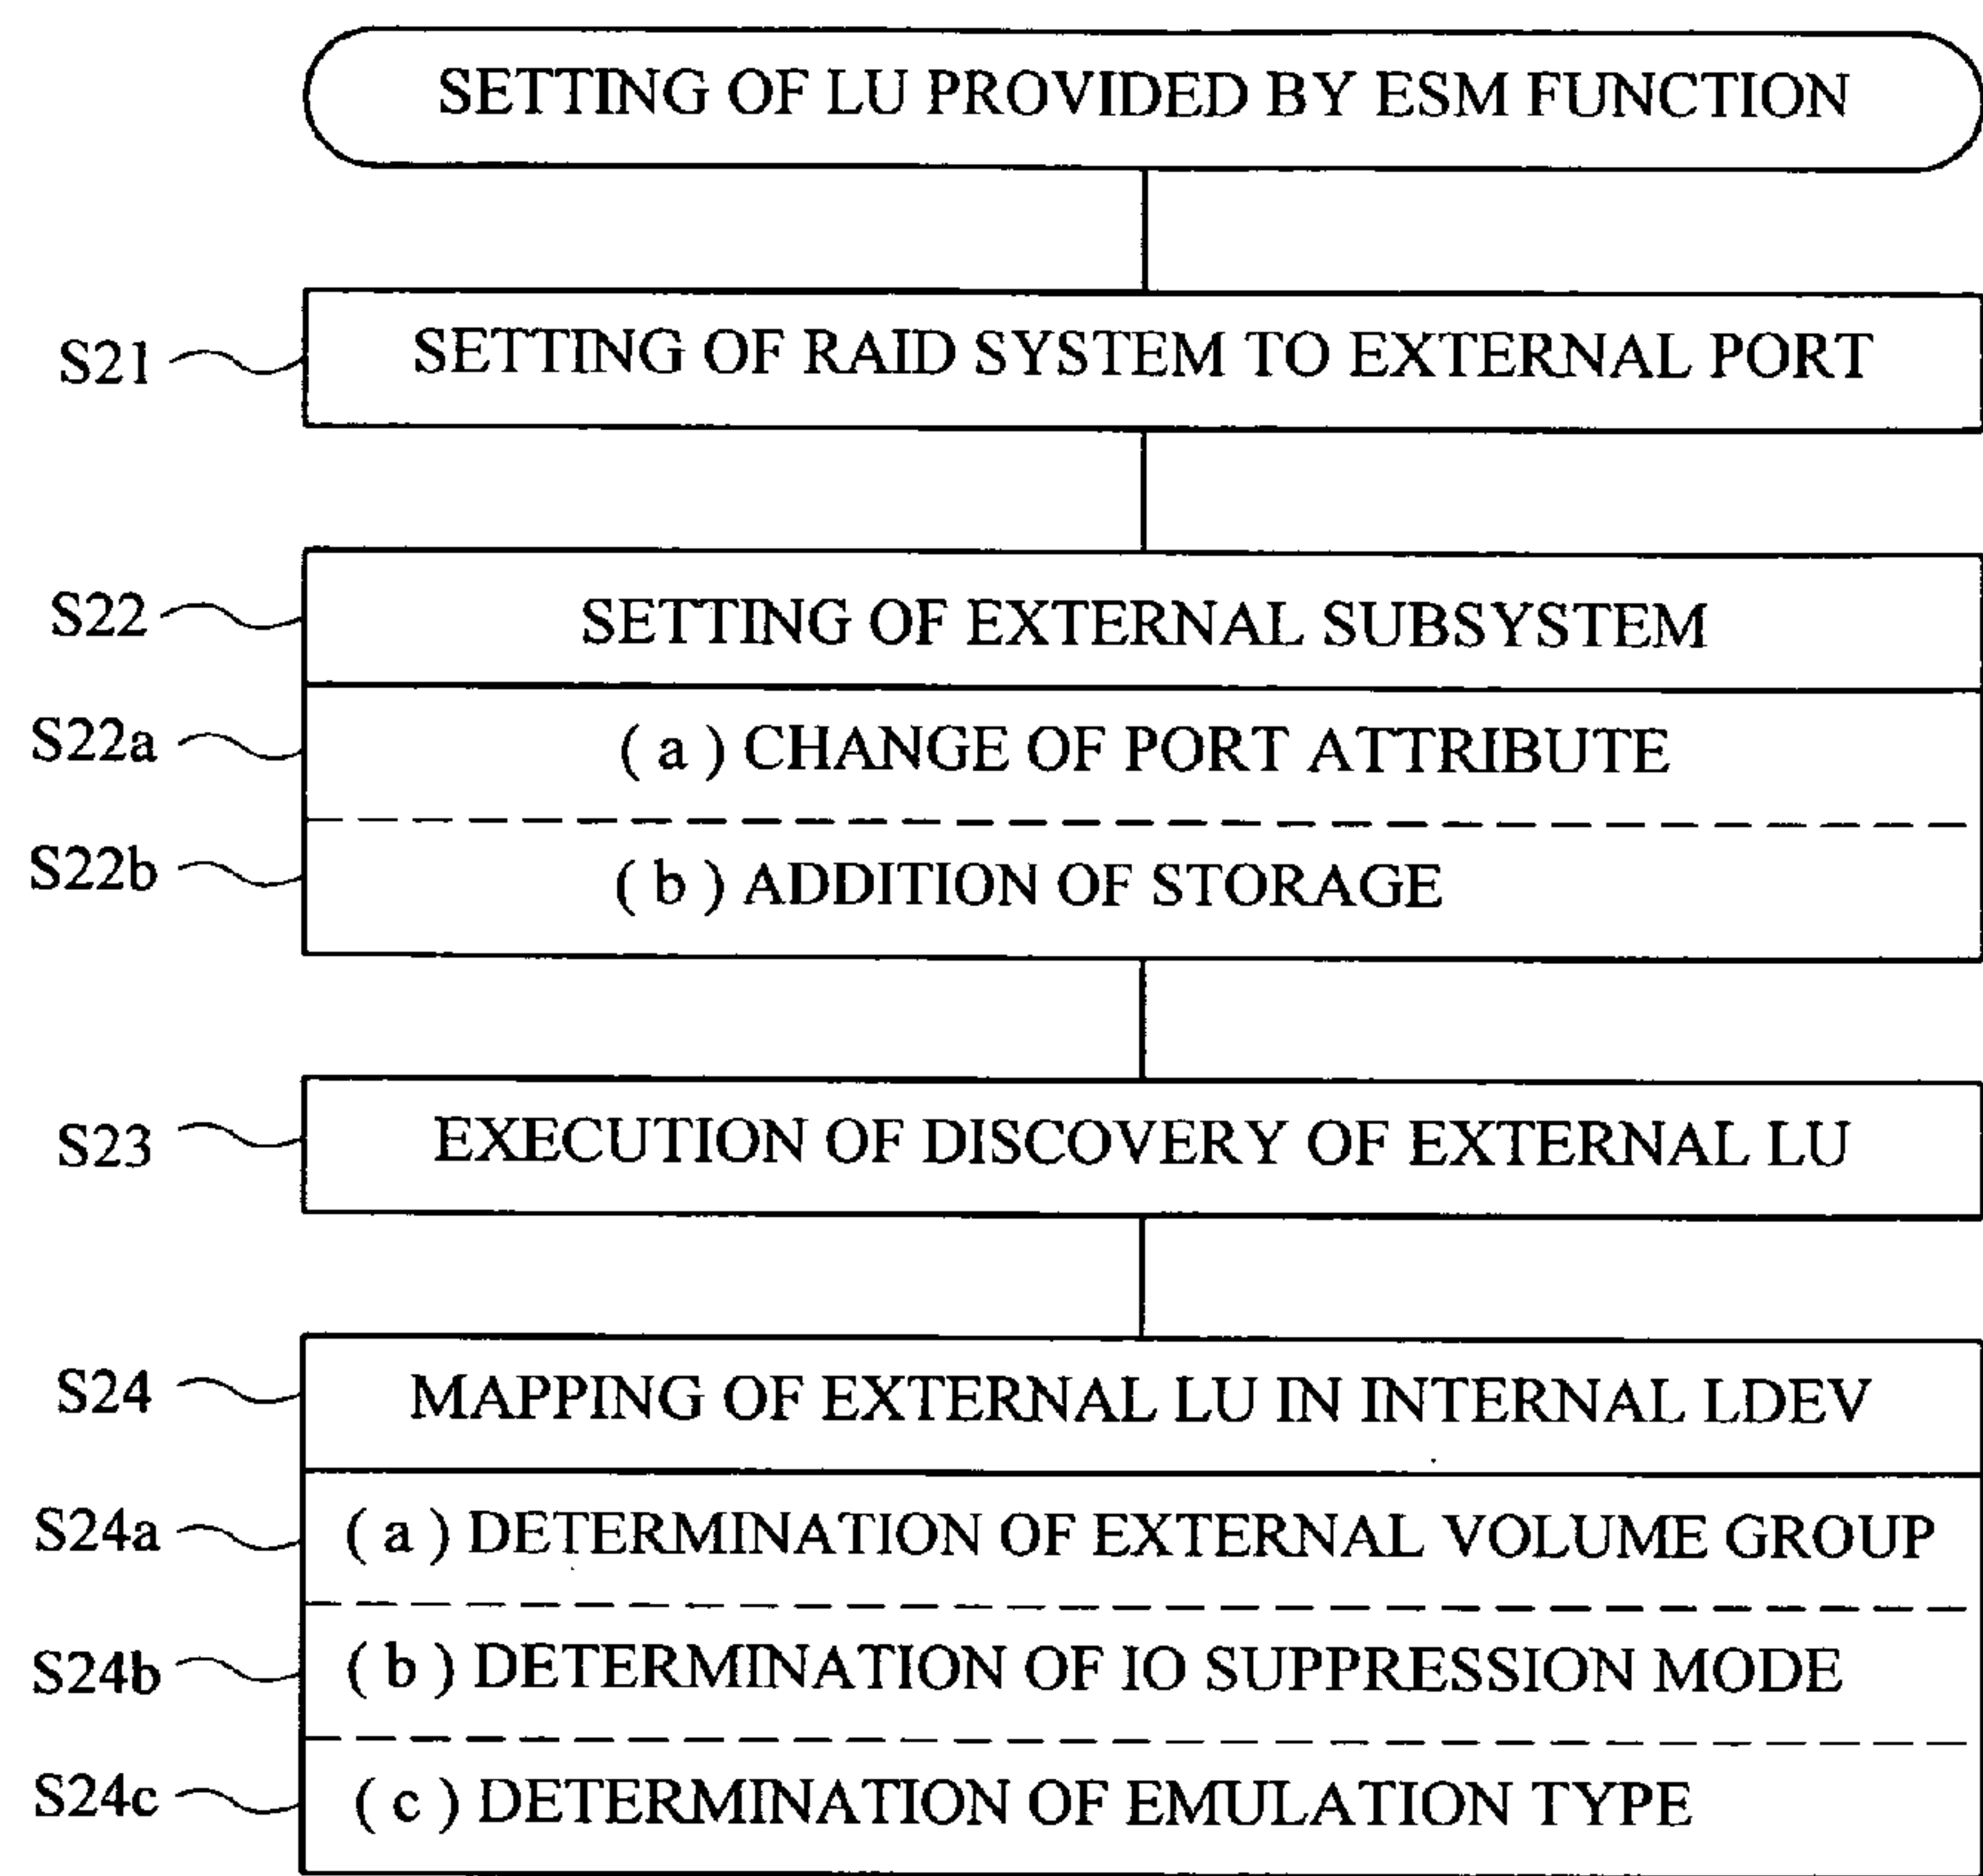 SETTING OF LU PROVIDED BY ESM FUNCTION
S21 SETTING OF RAID SYSTEM TO EXTERNAL PORT
S22 SETTING OF EXTERNAL SUBSYSTEM
S22a ( a ) CHANGE OF PORT ATTRIBUTE
S22b ( b ) ADDITION OF STORAGE
S23 EXECUTION OF DISCOVERY OF EXTERNAL LU
S24 MAPPING OF EXTERNAL LU IN INTERNAL LDEV
S24a ( a ) DETERMINATION OF EXTERNAL VOLUME GROUP
S24b ( b ) DETERMINATION OF IO SUPPRESSION MODE
S24c ( c ) DETERMINATION OF EMULATION TYPE